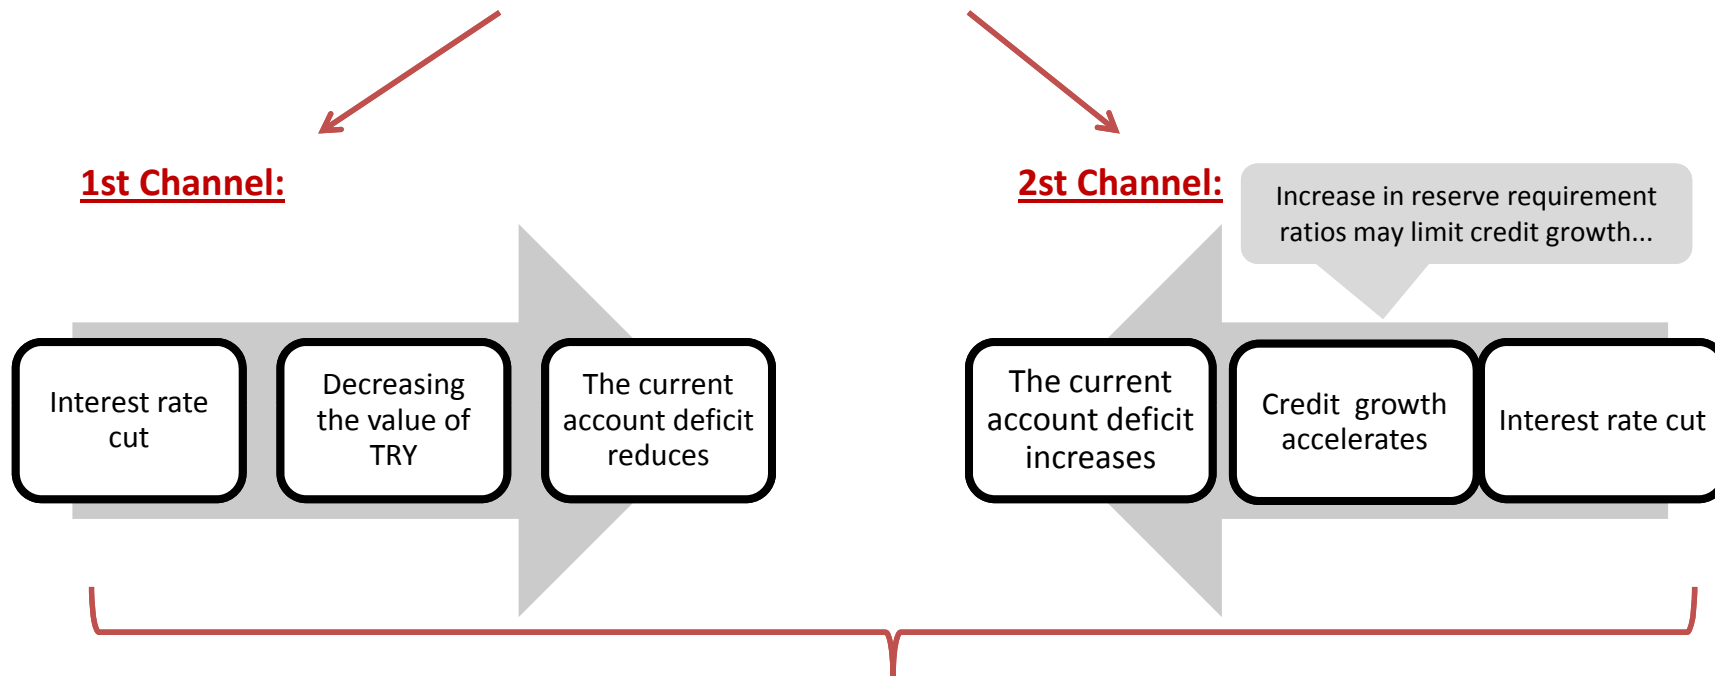 1st Channel:
Interest rate
cut
Decreasing
the value of
TRY
The current
account deficit
reduces
2st Channel:
Increase in reserve requirement
ratios may limit credit growth...
The current
account deficit
increases
Credit growth
accelerates
Interest rate cut